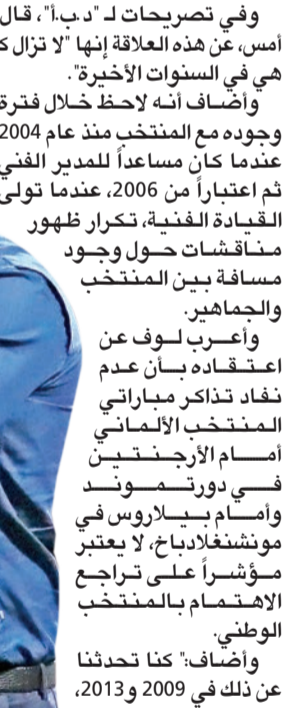 وفي تصريحات لـ "د.ب.أ"، قال
أمس، عن هذه العلاقة إنها "لا تزال
هي في السنوات الأخيرة".
وأضاف أنه لاحظ خلال فترة
وجوده مع المنتخب منذ عام 2004
عندما كان مساعداً للمدير الفني
ثم اعتباراً من 2006، عندما تولى
القيادة الفنية، تكرار ظهور
مناقشات حول وجود
مسافة بين المنتخب
والجماهير.
وأعرب لوف عن
اعتقاده بأن عدم
نفاد تذاكر مباراتي
المنتخب الألماني
أمام الأرجنتين
في دورتموند
وأمام بيلاروس في
مونشنغلادباخ، لا يعتبر
مؤشراً على تراجع
الاهتمام بالمنتخب
الوطني.
وأضاف:" كنا تحدثنا
عن ذلك في 2009 و2013،